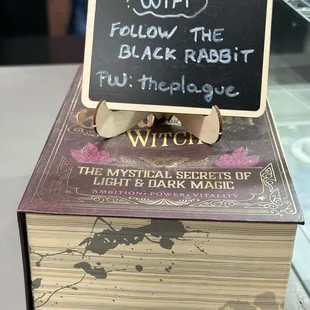 WiFi
FOLLOW THE
BLACK RABBiT
PW: theplague
WITCH
THE MYSTICAL SECRETS OF
LIGHT & DARK MAGIC
AMBITION • POWER • VITALITY